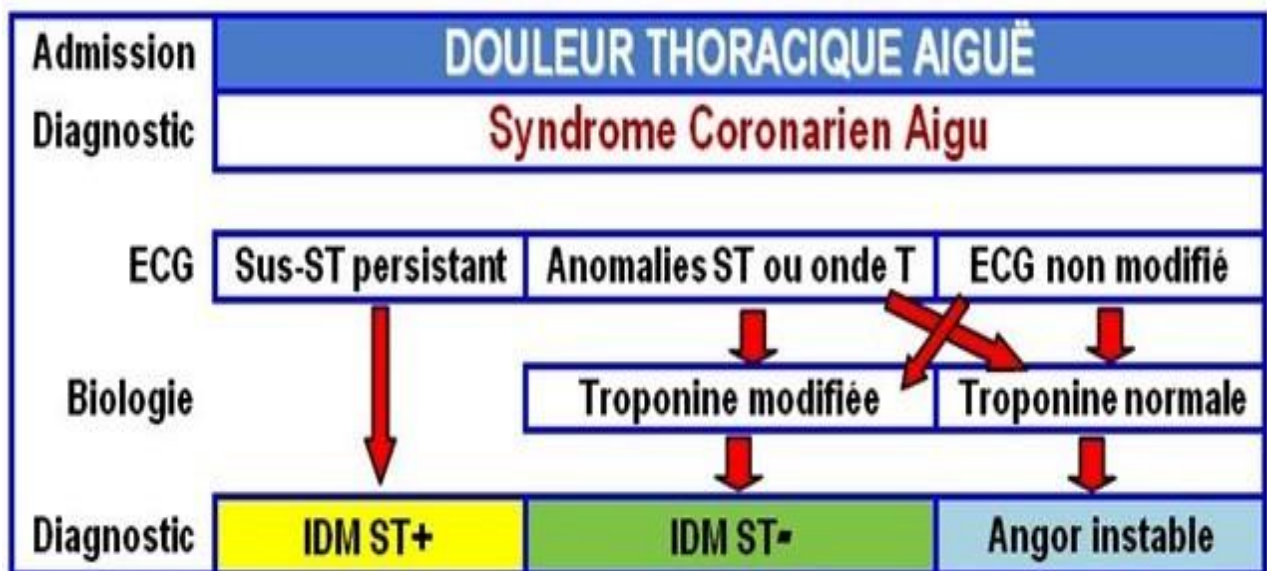 Admission DOULEUR THORACIQUE AIGUË
Diagnostic Syndrome Coronarien Aigu
ECG Sus-ST persistant Anomalies ST ou onde T ECG non modifié
Biologie Troponine modifiée Troponine normale
Diagnostic IDM ST+ IDM ST- Angor instable